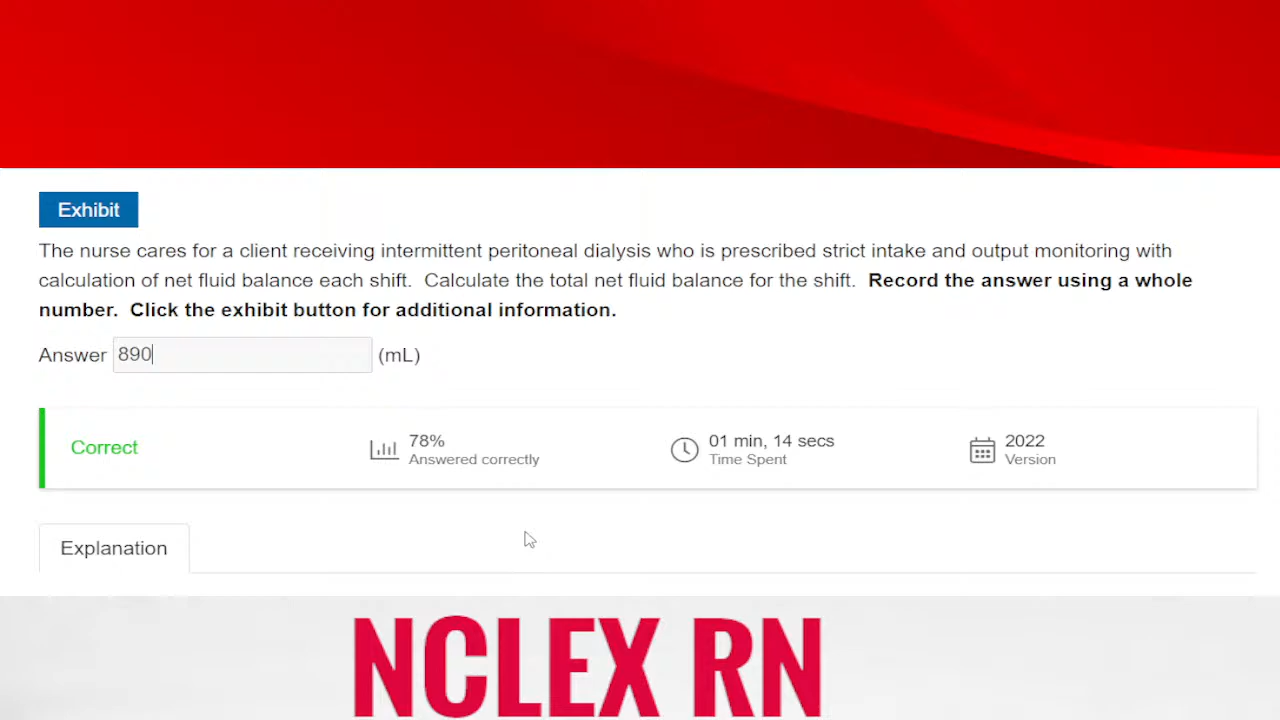 Exhibit
The nurse cares for a client receiving intermittent peritoneal dialysis who is prescribed strict intake and output monitoring with
calculation of net fluid balance each shift. Calculate the total net fluid balance for the shift. Record the answer using a whole
number. Click the exhibit button for additional information.
Answer 890 (mL)
Correct
78%
Answered correctly
01 min, 14 secs
Time Spent
2022
Version
Explanation
NCLEX RN